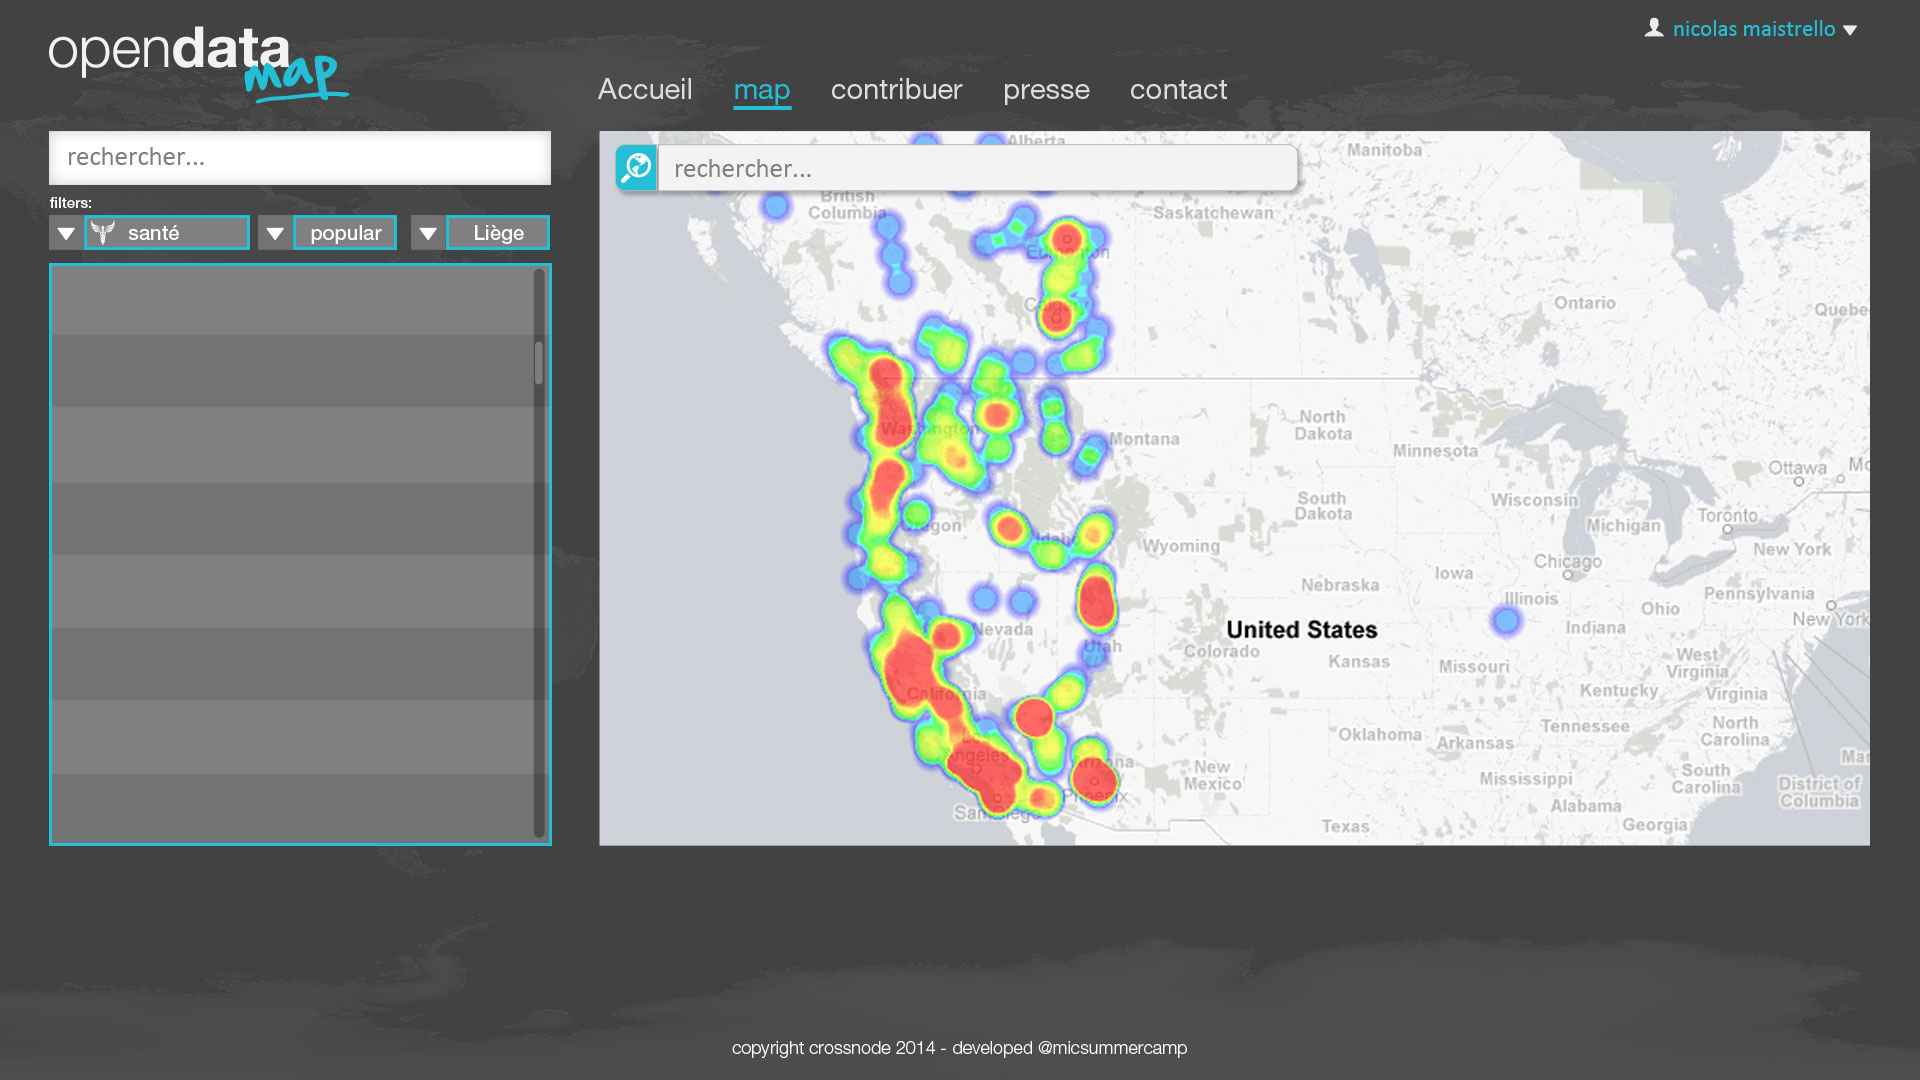 opendata
map
nicolas maistrello
Accueil map contribuer presse contact
rechercher...
filters:
santé popular Liège
rechercher...
Alberta
Manitoba
British
Columbia
Saskatchewan
Edmonton
Calgary
Ontario
Quebe
Washington
Montana
North
Dakota
Minnesota
Ottawa
Mo
Oregon
Idaho
South
Dakota
Wisconsin
Michigan
Toronto
Wyoming
Chicago
New York
Nebraska
Iowa
Illinois
Pennsylvania
Ohio
New York
Nevada
Utah
United States
Indiana
Colorado
Kansas
Missouri
West
Virginia
California
Kentucky
Virginia
Los
Angeles
Oklahoma
Arkansas
Tennessee
North
Carolina
Arizona
Phoenix
New
Mexico
Mississippi
South
Carolina
Mar
District of
Columbia
San Diego
Alabama
Texas
Georgia
copyright crossnode 2014 - developed @micsummercamp